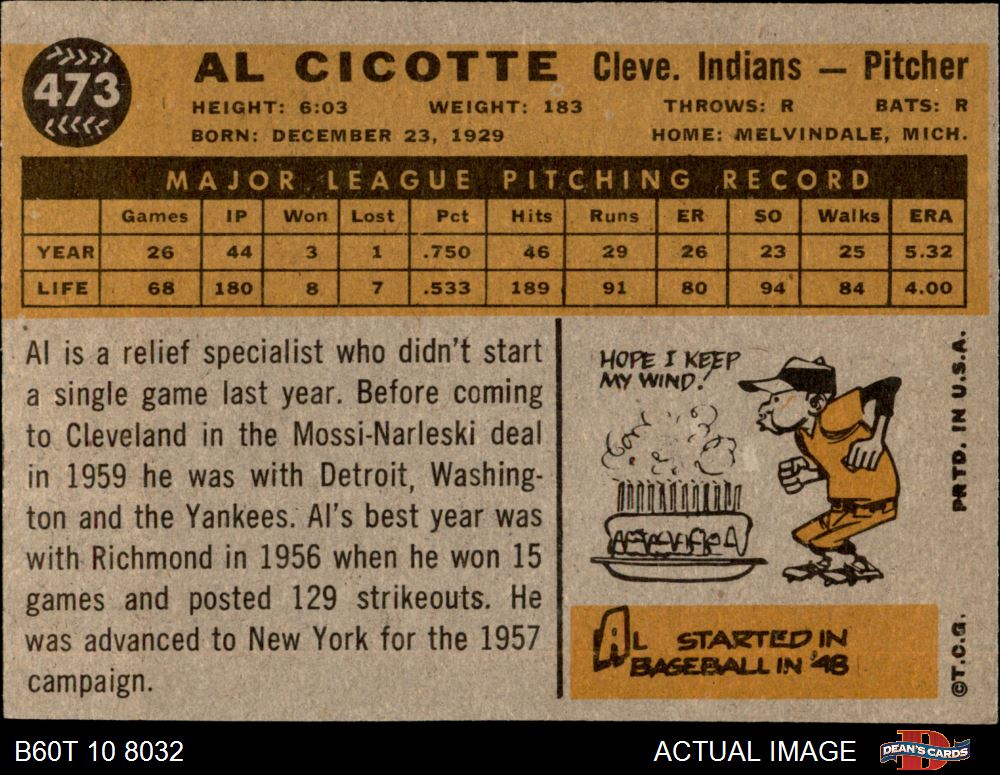 473
AL CICOTTE Cleve. Indians — Pitcher
HEIGHT: 6:03 WEIGHT: 183 THROWS: R BATS: R
BORN: DECEMBER 23, 1929 HOME: MELVINDALE, MICH.
MAJOR LEAGUE PITCHING RECORD
Games IP Won Lost Pct Hits Runs ER SO Walks ERA
YEAR 26 44 3 1 .750 46 29 26 23 25 5.32
LIFE 68 180 8 7 .533 189 91 80 94 84 4.00
Al is a relief specialist who didn't start
a single game last year. Before coming
to Cleveland in the Mossi-Narleski deal
in 1959 he was with Detroit, Washing-
ton and the Yankees. Al's best year was
with Richmond in 1956 when he won 15
games and posted 129 strikeouts. He
was advanced to New York for the 1957
campaign.
HOPE I KEEP
MY WIND!
AL STARTED IN
BASEBALL IN '48
©T.C.G. PRTD. IN U.S.A.
B60T 10 8032 ACTUAL IMAGE DEAN'S CARDS